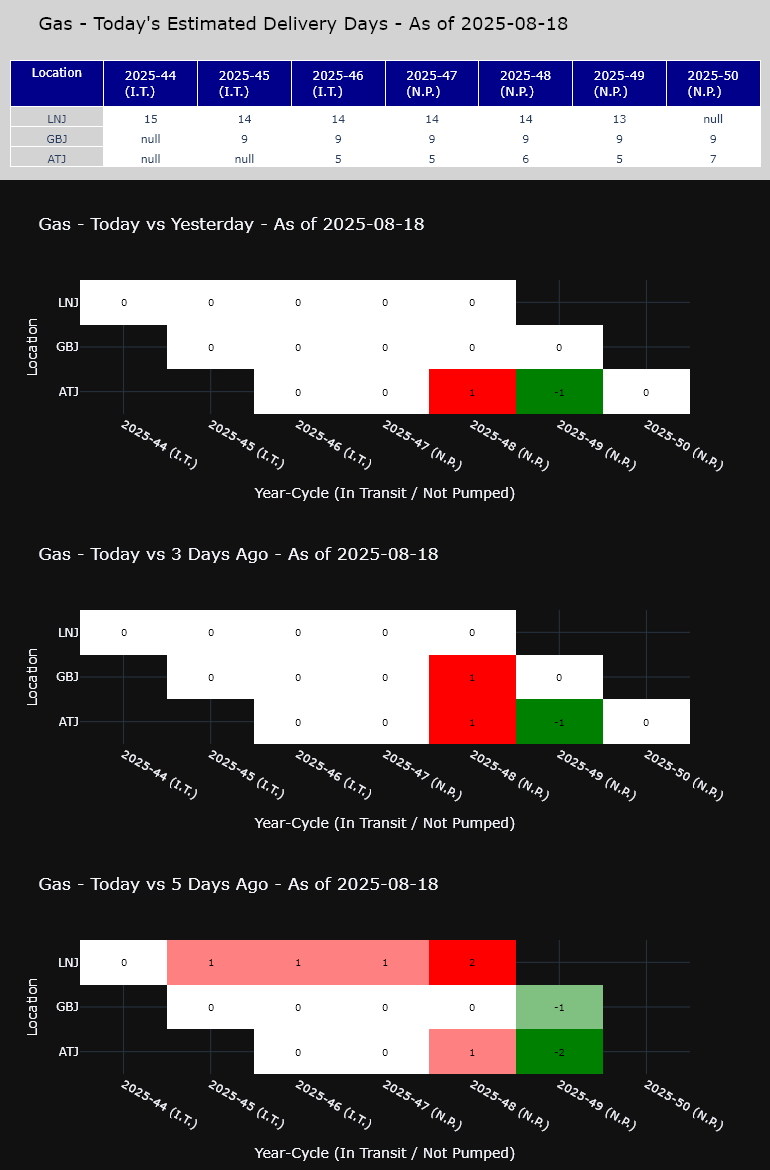 Gas - Today's Estimated Delivery Days - As of 2025-08-18
Location 2025-44 (I.T.) 2025-45 (I.T.) 2025-46 (I.T.) 2025-47 (N.P.) 2025-48 (N.P.) 2025-49 (N.P.) 2025-50 (N.P.)
LNJ 15 14 14 14 14 13 null
GBJ null 9 9 9 9 9 9
ATJ null null 5 5 6 5 7
Gas - Today vs Yesterday - As of 2025-08-18
Location
LNJ 0 0 0 0 0
GBJ 0 0 0 0 0
ATJ 0 0 1 -1 0
2025-44 (I.T.) 2025-45 (I.T.) 2025-46 (I.T.) 2025-47 (N.P.) 2025-48 (N.P.) 2025-49 (N.P.) 2025-50 (N.P.)
Year-Cycle (In Transit / Not Pumped)
Gas - Today vs 3 Days Ago - As of 2025-08-18
Location
LNJ 0 0 0 0 0
GBJ 0 0 0 1 0
ATJ 0 0 1 -1 0
2025-44 (I.T.) 2025-45 (I.T.) 2025-46 (I.T.) 2025-47 (N.P.) 2025-48 (N.P.) 2025-49 (N.P.) 2025-50 (N.P.)
Year-Cycle (In Transit / Not Pumped)
Gas - Today vs 5 Days Ago - As of 2025-08-18
Location
LNJ 0 1 1 1 2
GBJ 0 0 0 0 -1
ATJ 0 0 1 -2
2025-44 (I.T.) 2025-45 (I.T.) 2025-46 (I.T.) 2025-47 (N.P.) 2025-48 (N.P.) 2025-49 (N.P.) 2025-50 (N.P.)
Year-Cycle (In Transit / Not Pumped)